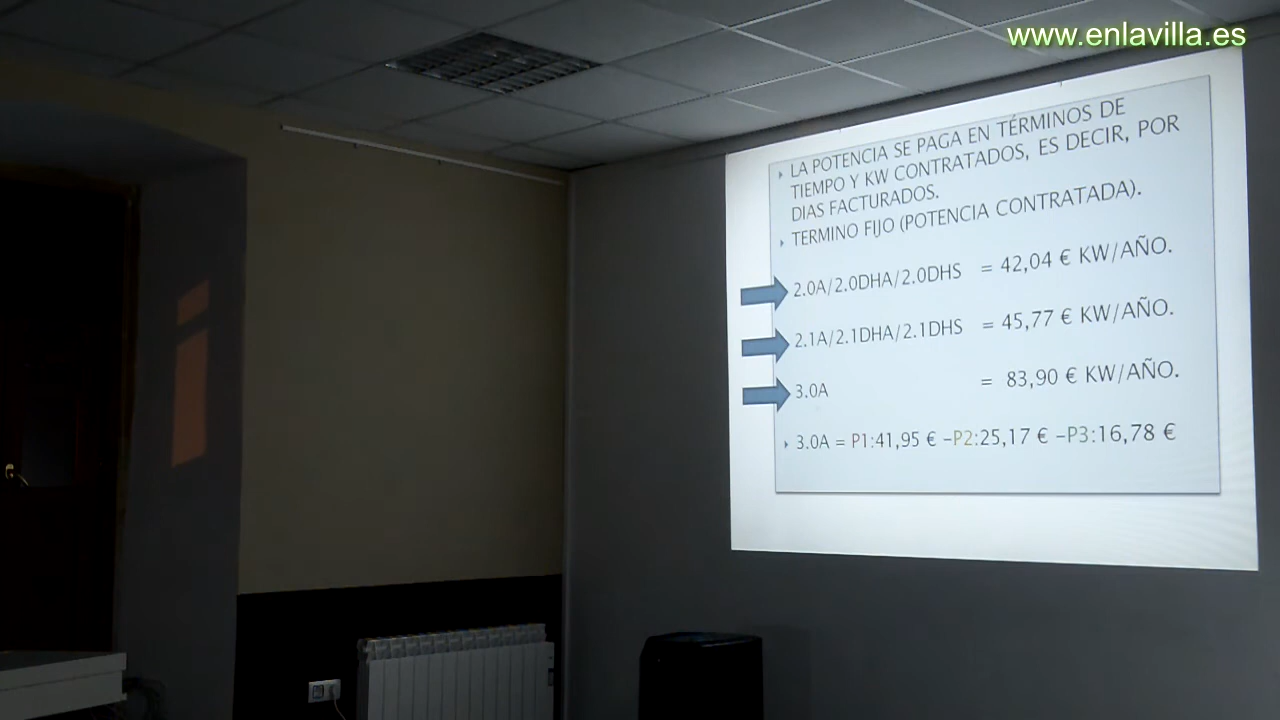 www.enlavilla.es
LA POTENCIA SE PAGA EN TÉRMINOS DE
TIEMPO Y KW CONTRATADOS, ES DECIR, POR
DIAS FACTURADOS.
TERMINO FIJO (POTENCIA CONTRATADA).
2.0A/2.0DHA/2.0DHS = 42,04 € KW/AÑO.
2.1A/2.1DHA/2.1DHS = 45,77 € KW/AÑO.
3.0A = 83,90 € KW/AÑO.
3.0A = P1:41,95 € –P2:25,17 € –P3:16,78 €